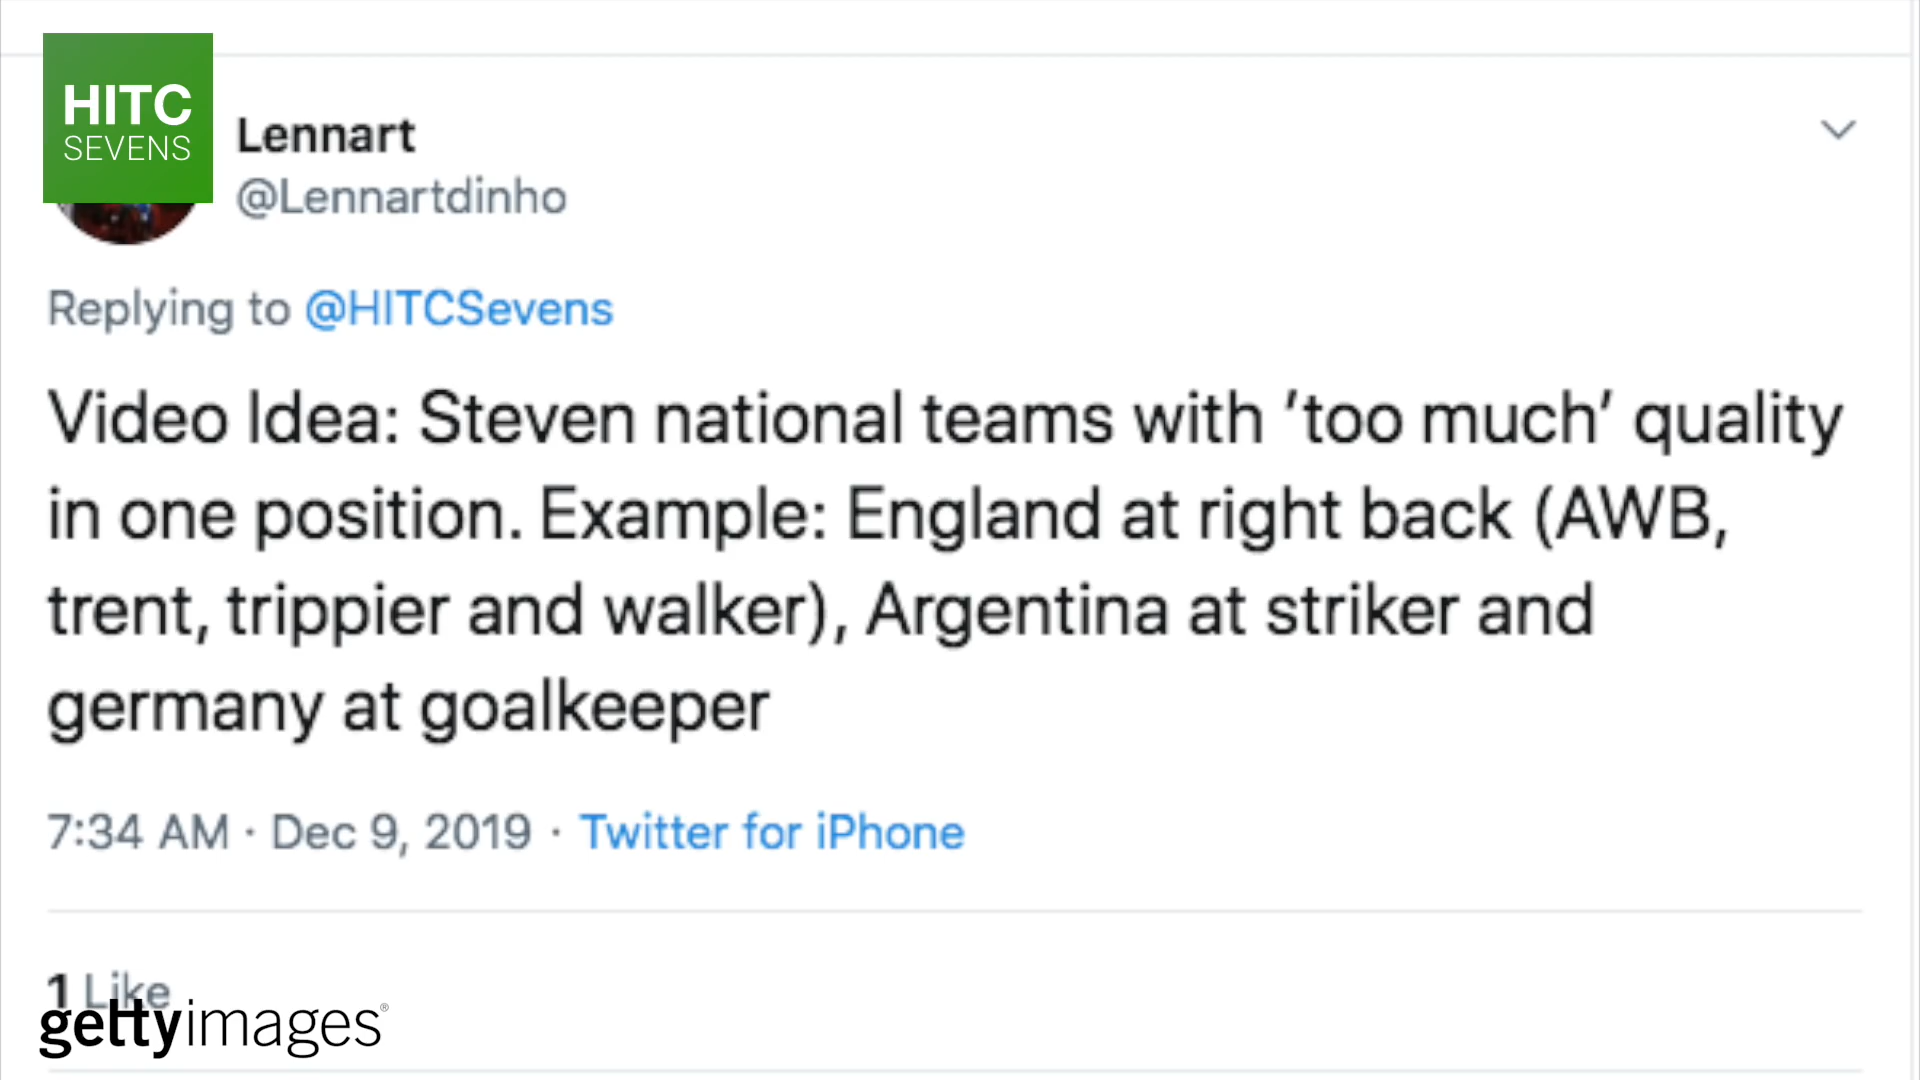 HITC
SEVENS
Lennart
@Lennartdinho
Replying to @HITCSevens
Video Idea: Steven national teams with 'too much' quality
in one position. Example: England at right back (AWB,
trent, trippier and walker), Argentina at striker and
germany at goalkeeper
7:34 AM · Dec 9, 2019 · Twitter for iPhone
1 Like
gettyimages®